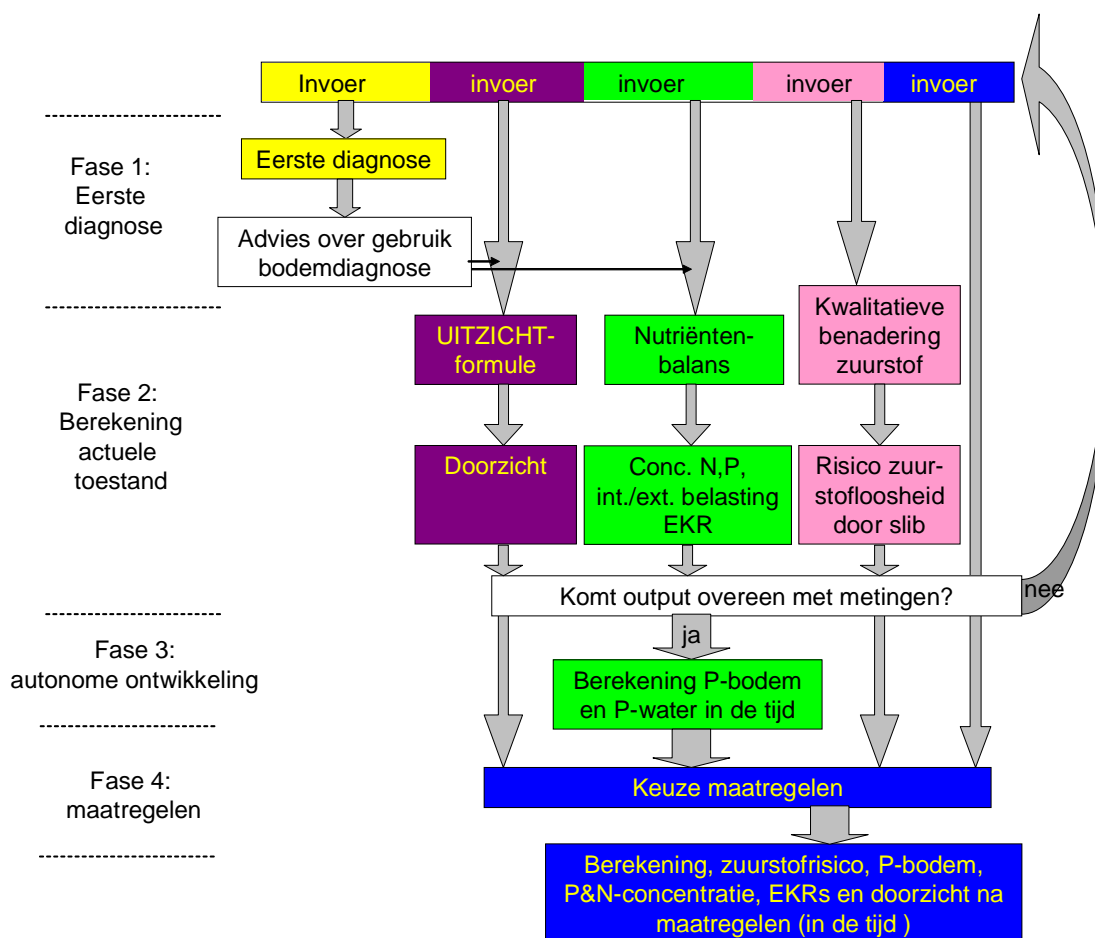 Invoer
invoer
invoer
invoer
invoer
Fase 1:
Eerste
diagnose
Eerste diagnose
Advies over gebruik
bodemdiagnose
Fase 2:
Berekening
actuele
toestand
UITZICHT-
formule
Nutriënten-
balans
Kwalitatieve
benadering
zuurstof
Doorzicht
Conc. N,P,
int./ext. belasting
EKR
Risico zuur-
stofloosheid
door slib
Komt output overeen met metingen?
nee
ja
Fase 3:
autonome ontwikkeling
Berekening P-bodem
en P-water in de tijd
Fase 4:
maatregelen
Keuze maatregelen
Berekening, zuurstofrisico, P-bodem,
P&N-concentratie, EKRs en doorzicht na
maatregelen (in de tijd )